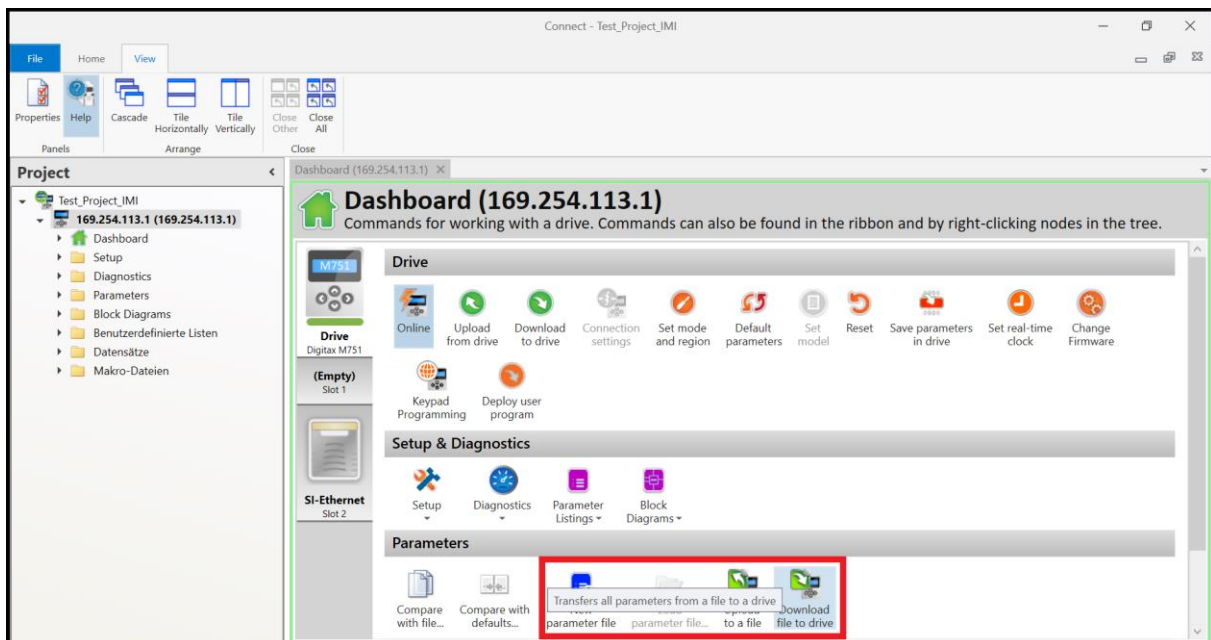 Connect - Test_Project_IMI
File Home View
Properties Help Cascade Tile Horizontally Tile Vertically Close Other Close All
Panels Arrange Close
Project
Dashboard (169.254.113.1)
Test_Project_IMI
169.254.113.1 (169.254.113.1)
Dashboard
Setup
Diagnostics
Parameters
Block Diagrams
Benutzerdefinierte Listen
Datensätze
Makro-Dateien
Dashboard (169.254.113.1)
Commands for working with a drive. Commands can also be found in the ribbon and by right-clicking nodes in the tree.
M751
Drive
Digitax M751
(Empty)
Slot 1
SI-Ethernet
Slot 2
Drive
Online
Upload from drive
Download to drive
Connection settings
Set mode and region
Default parameters
Set model
Reset
Save parameters in drive
Set real-time clock
Change Firmware
Keypad Programming
Deploy user program
Setup & Diagnostics
Setup
Diagnostics
Parameter Listings
Block Diagrams
Parameters
Compare with file...
Compare with defaults...
Transfers all parameters from a file to a drive
parameter file
parameter file...
to a file
Download file to drive